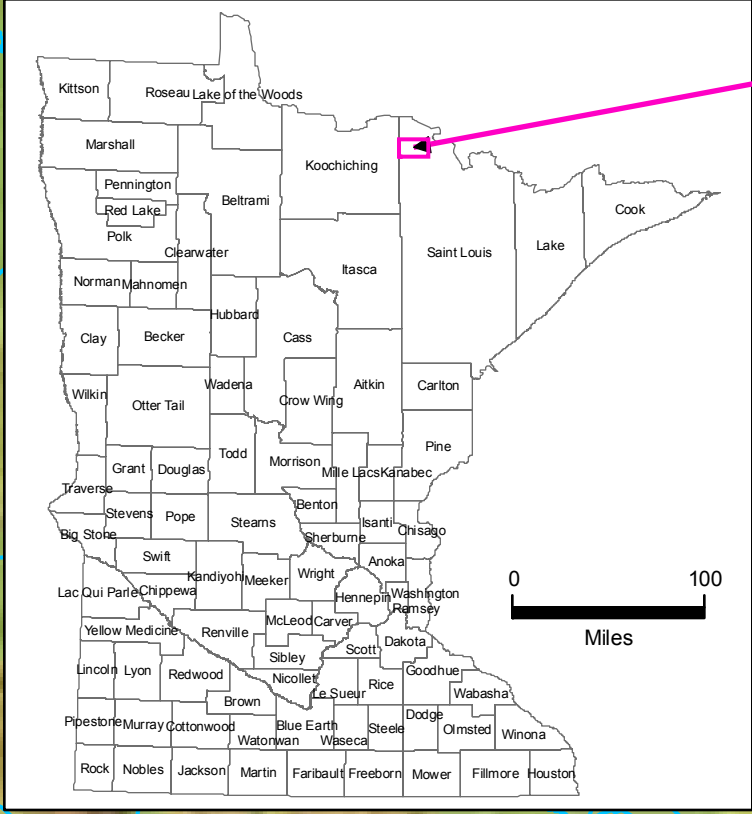 Kittson
Roseau
Lake of the Woods
Marshall
Koochiching
Pennington
Beltrami
Red Lake
Cook
Polk
Clearwater
Saint Louis
Lake
Itasca
Norman
Mahnomen
Hubbard
Clay
Becker
Cass
Wadena
Aitkin
Carlton
Wilkin
Otter Tail
Crow Wing
Pine
Todd
Morrison
Grant
Douglas
Mille Lacs
Kanabec
Traverse
Benton
Stevens
Pope
Stearns
Isanti
Chisago
Big Stone
Sherburne
Swift
Anoka
Kandiyohi
Meeker
Wright
0 100
Lac Qui Parle
Chippewa
Hennepin
Washington
Ramsey
McLeod
Carver
Miles
Yellow Medicine
Renville
Dakota
Scott
Sibley
Lincoln
Lyon
Redwood
Nicollet
Goodhue
Rice
Le Sueur
Wabasha
Brown
Dodge
Pipestone
Murray
Cottonwood
Blue Earth
Steele
Olmsted
Winona
Watonwan
Waseca
Rock
Nobles
Jackson
Martin
Faribault
Freeborn
Mower
Fillmore
Houston